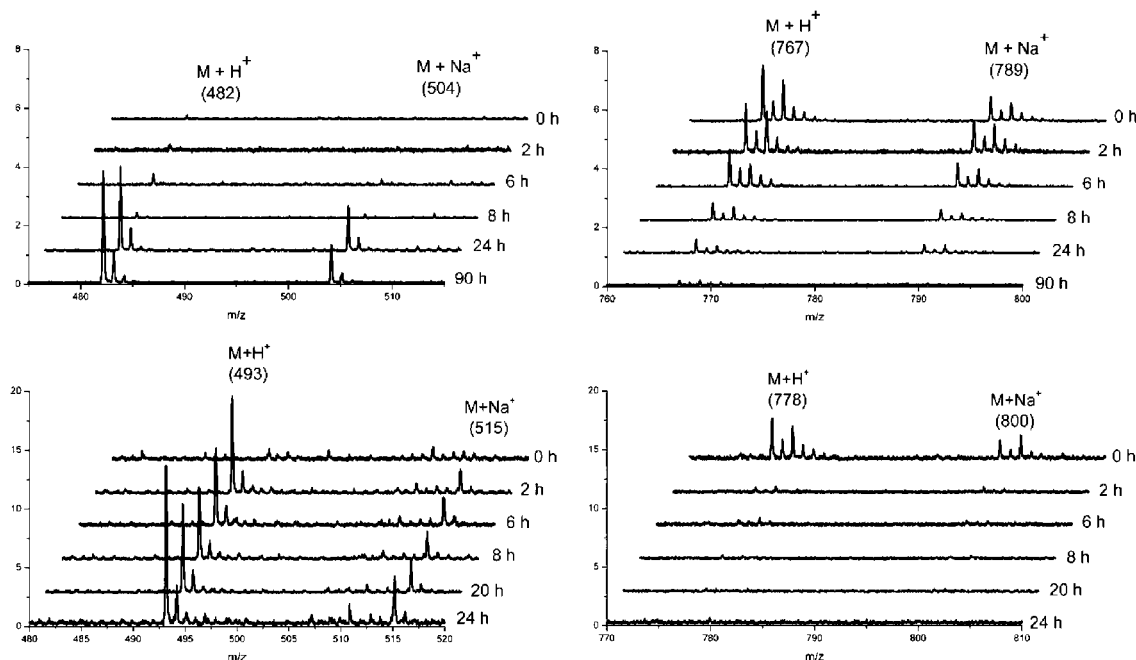 M + H+
(482)
M + Na+
(504)
8
6
4
2
0
0 h
2 h
6 h
8 h
24 h
90 h
480 490 500 510
m/z
M + H+
(767)
M + Na+
(789)
8
6
4
2
0
0 h
2 h
6 h
8 h
24 h
90 h
760 770 780 790 800
m/z
M+H+
(493)
M+Na+
(515)
20
15
10
5
0
0 h
2 h
6 h
8 h
20 h
24 h
480 485 490 495 500 505 510 515 520
m/z
M+H+
(778)
M+Na+
(800)
20
15
10
5
0
0 h
2 h
6 h
8 h
20 h
24 h
770 780 790 800 810
m/z